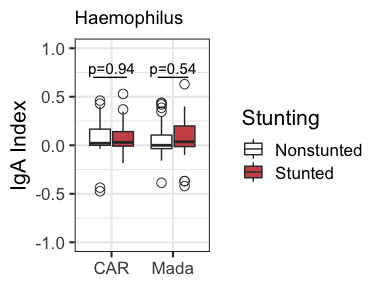 Haemophilus
IgA Index
1.0
0.5
0.0
-0.5
-1.0
p=0.94 p=0.54
CAR Mada
Stunting
Nonstunted
Stunted